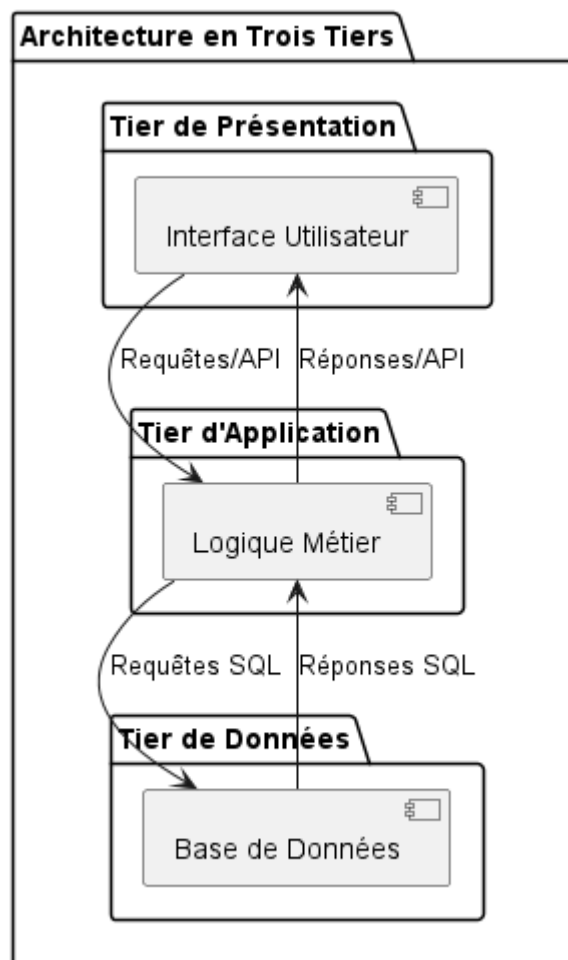 Architecture en Trois Tiers
Tier de Présentation
Interface Utilisateur
Requêtes/API
Réponses/API
Tier d'Application
Logique Métier
Requêtes SQL
Réponses SQL
Tier de Données
Base de Données